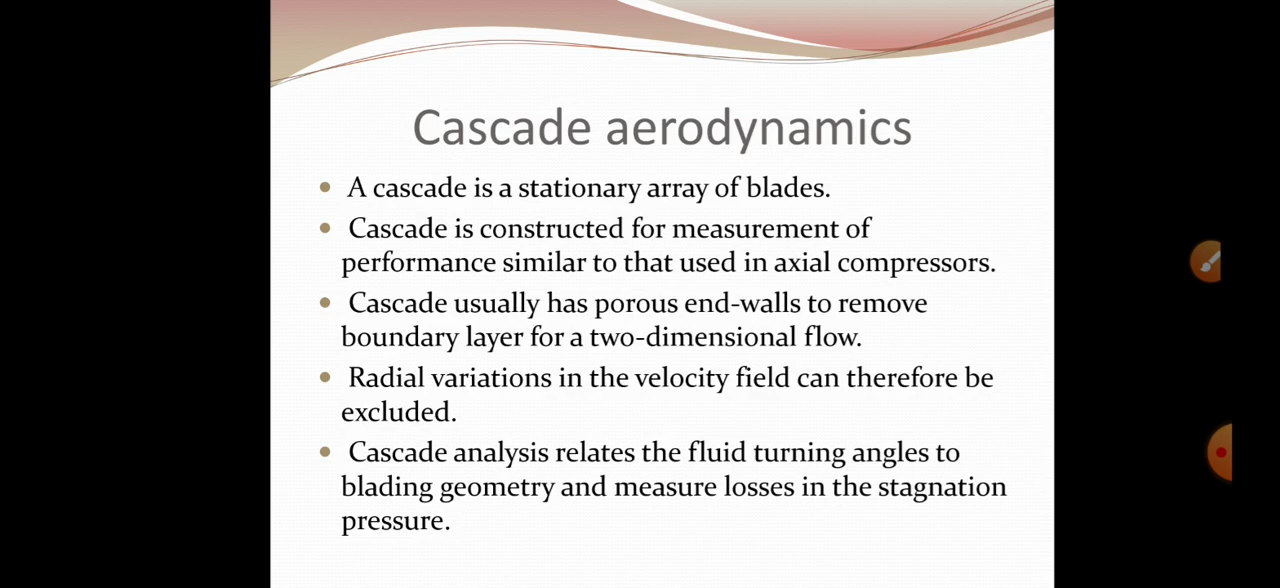 Cascade aerodynamics
A cascade is a stationary array of blades.
Cascade is constructed for measurement of
performance similar to that used in axial compressors.
Cascade usually has porous end-walls to remove
boundary layer for a two-dimensional flow.
Radial variations in the velocity field can therefore be
excluded.
Cascade analysis relates the fluid turning angles to
blading geometry and measure losses in the stagnation
pressure.